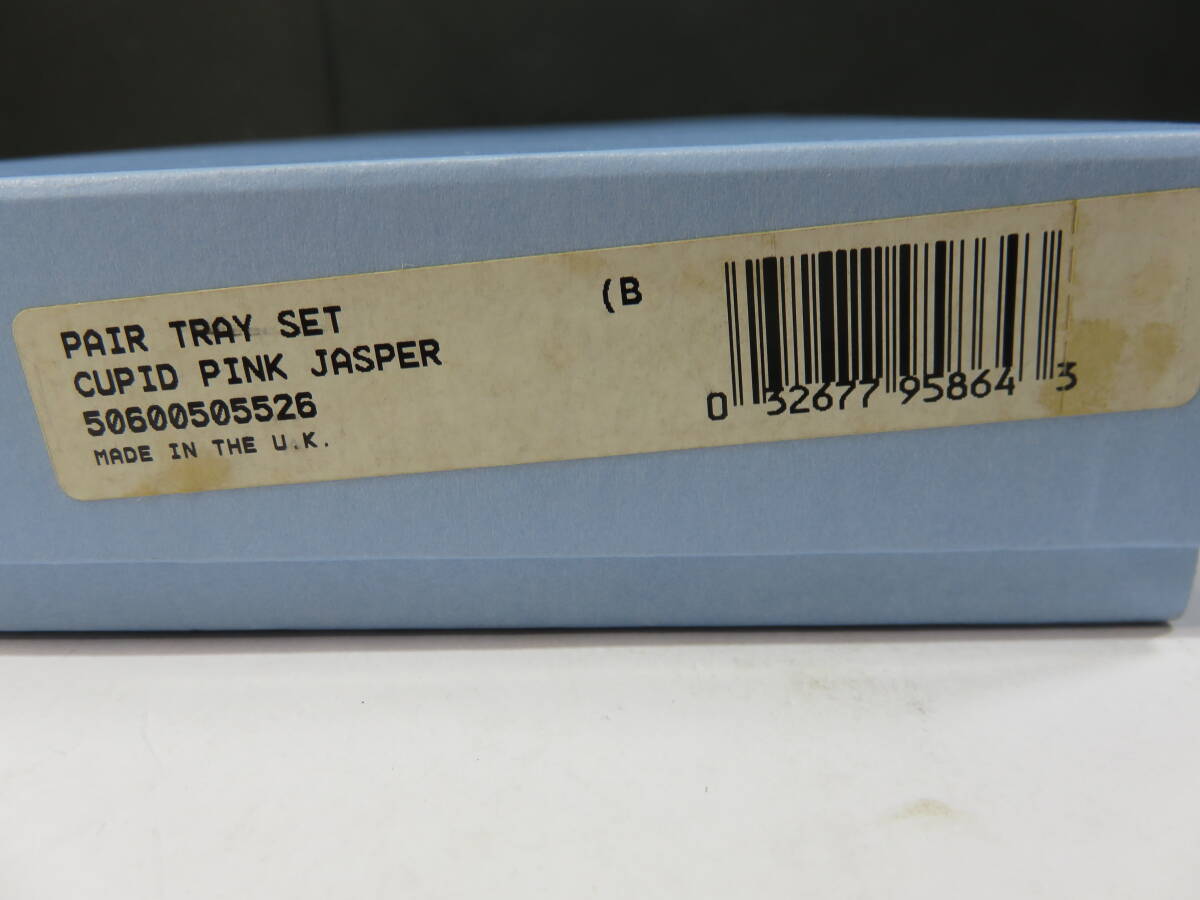 PAIR TRAY SET
CUPID PINK JASPER
50600505526
MADE IN THE U.K.
(B
0 32677 95864 3